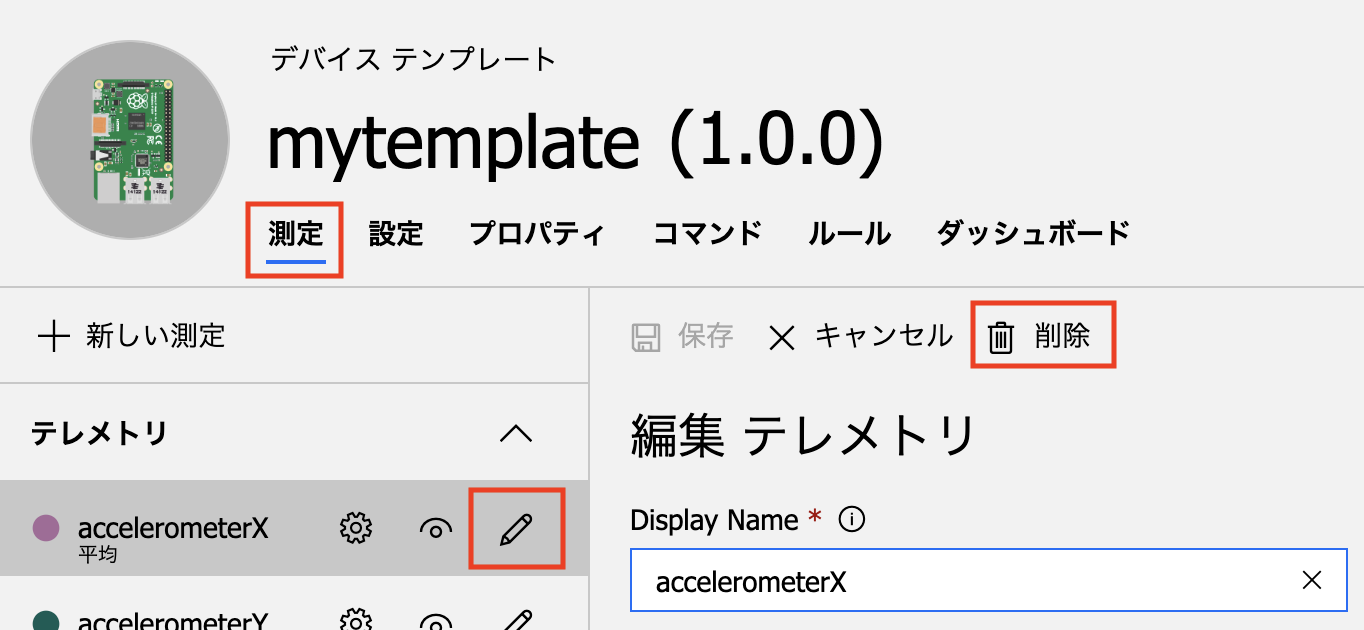 デバイス テンプレート
mytemplate (1.0.0)
測定 設定 プロパティ コマンド ルール ダッシュボード
新しい測定
保存 キャンセル 削除
テレメトリ
編集 テレメトリ
Display Name *
accelerometerX
平均
accelerometerX
accelerometerY